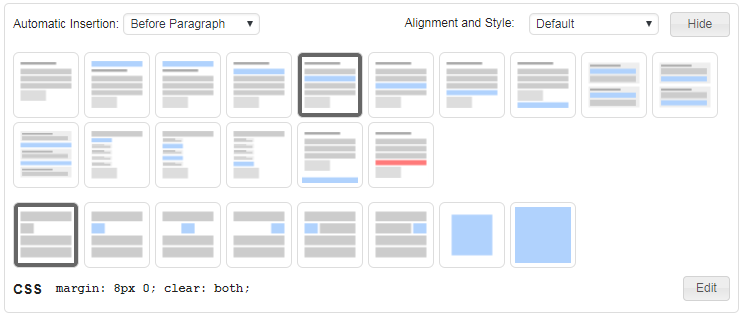 Automatic Insertion: Before Paragraph Alignment and Style: Default Hide
CSS margin: 8px 0; clear: both; Edit